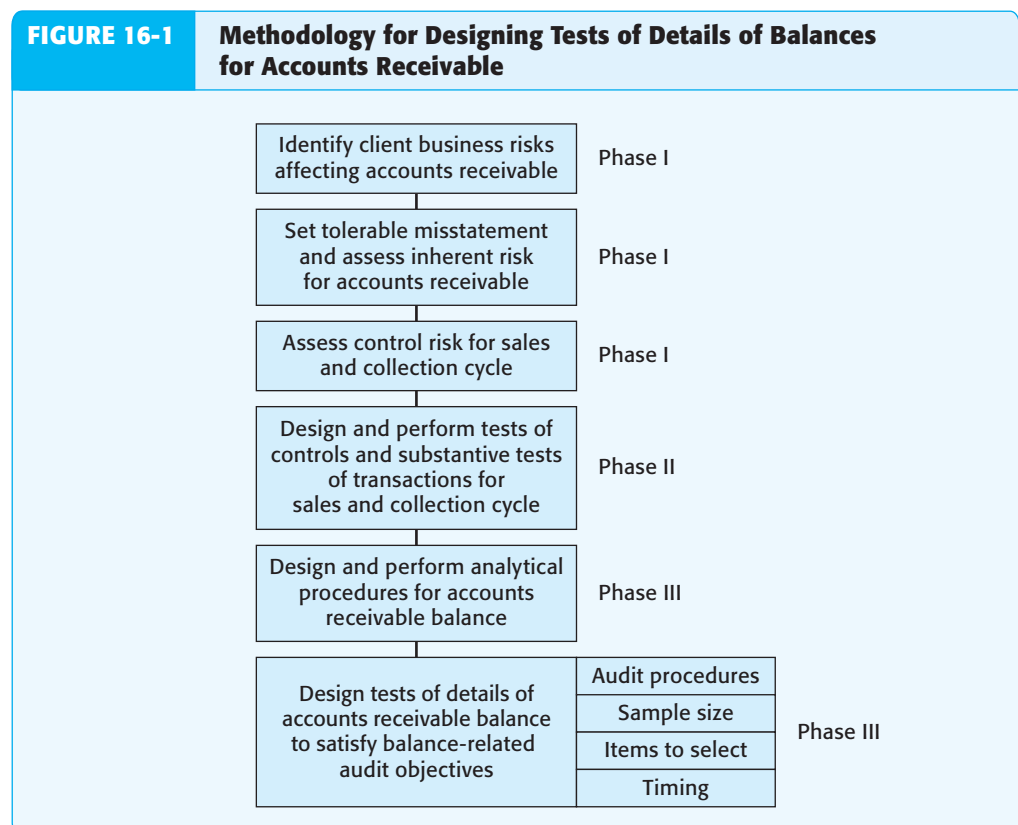 FIGURE 16-1
Methodology for Designing Tests of Details of Balances
for Accounts Receivable
Identify client business risks
affecting accounts receivable
Phase I
Set tolerable misstatement
and assess inherent risk
for accounts receivable
Phase I
Assess control risk for sales
and collection cycle
Phase I
Design and perform tests of
controls and substantive tests
of transactions for
sales and collection cycle
Phase II
Design and perform analytical
procedures for accounts
receivable balance
Phase III
Design tests of details of
accounts receivable balance
to satisfy balance-related
audit objectives
Audit procedures
Sample size
Items to select
Timing
Phase III